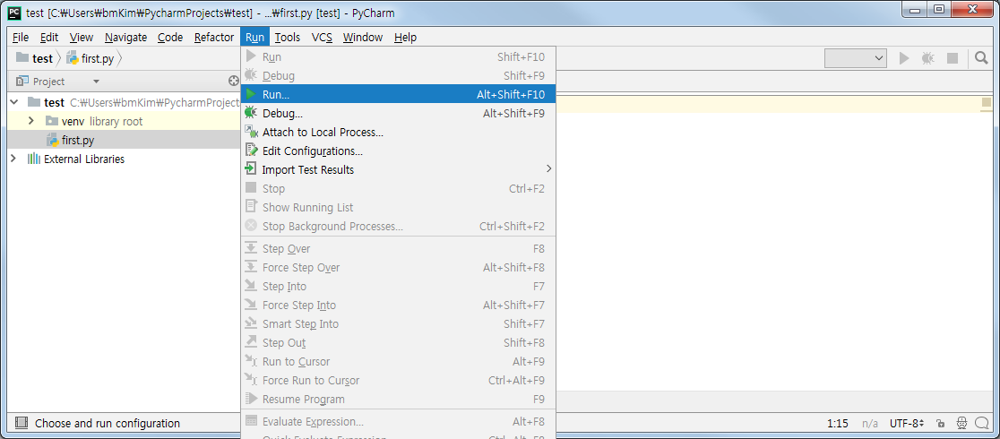 PC test [C:\Users\bmKim\PycharmProjects\test] - ...\first.py [test] - PyCharm
File Edit View Navigate Code Refactor Run Tools VCS Window Help
test first.py
Project
test C:₩Users₩bmKim₩PycharmProject
venv library root
first.py
External Libraries
Run Shift+F10
Debug Shift+F9
Run... Alt+Shift+F10
Debug... Alt+Shift+F9
Attach to Local Process...
Edit Configurations...
Import Test Results
Stop Ctrl+F2
Show Running List
Stop Background Processes... Ctrl+Shift+F2
Step Over F8
Force Step Over Alt+Shift+F8
Step Into F7
Force Step Into Alt+Shift+F7
Smart Step Into Shift+F7
Step Out Shift+F8
Run to Cursor Alt+F9
Force Run to Cursor Ctrl+Alt+F9
Resume Program F9
Evaluate Expression... Alt+F8
Choose and run configuration 1:15 n/a UTF-8